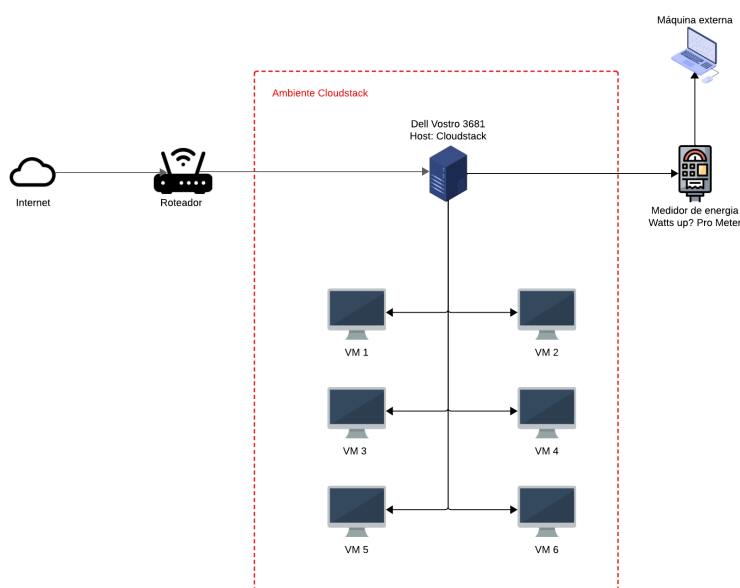 Máquina externa
Ambiente Cloudstack
Dell Vostro 3681
Host: Cloudstack
Internet
Roteador
Medidor de energia
Watts up? Pro Meter
VM 1
VM 2
VM 3
VM 4
VM 5
VM 6